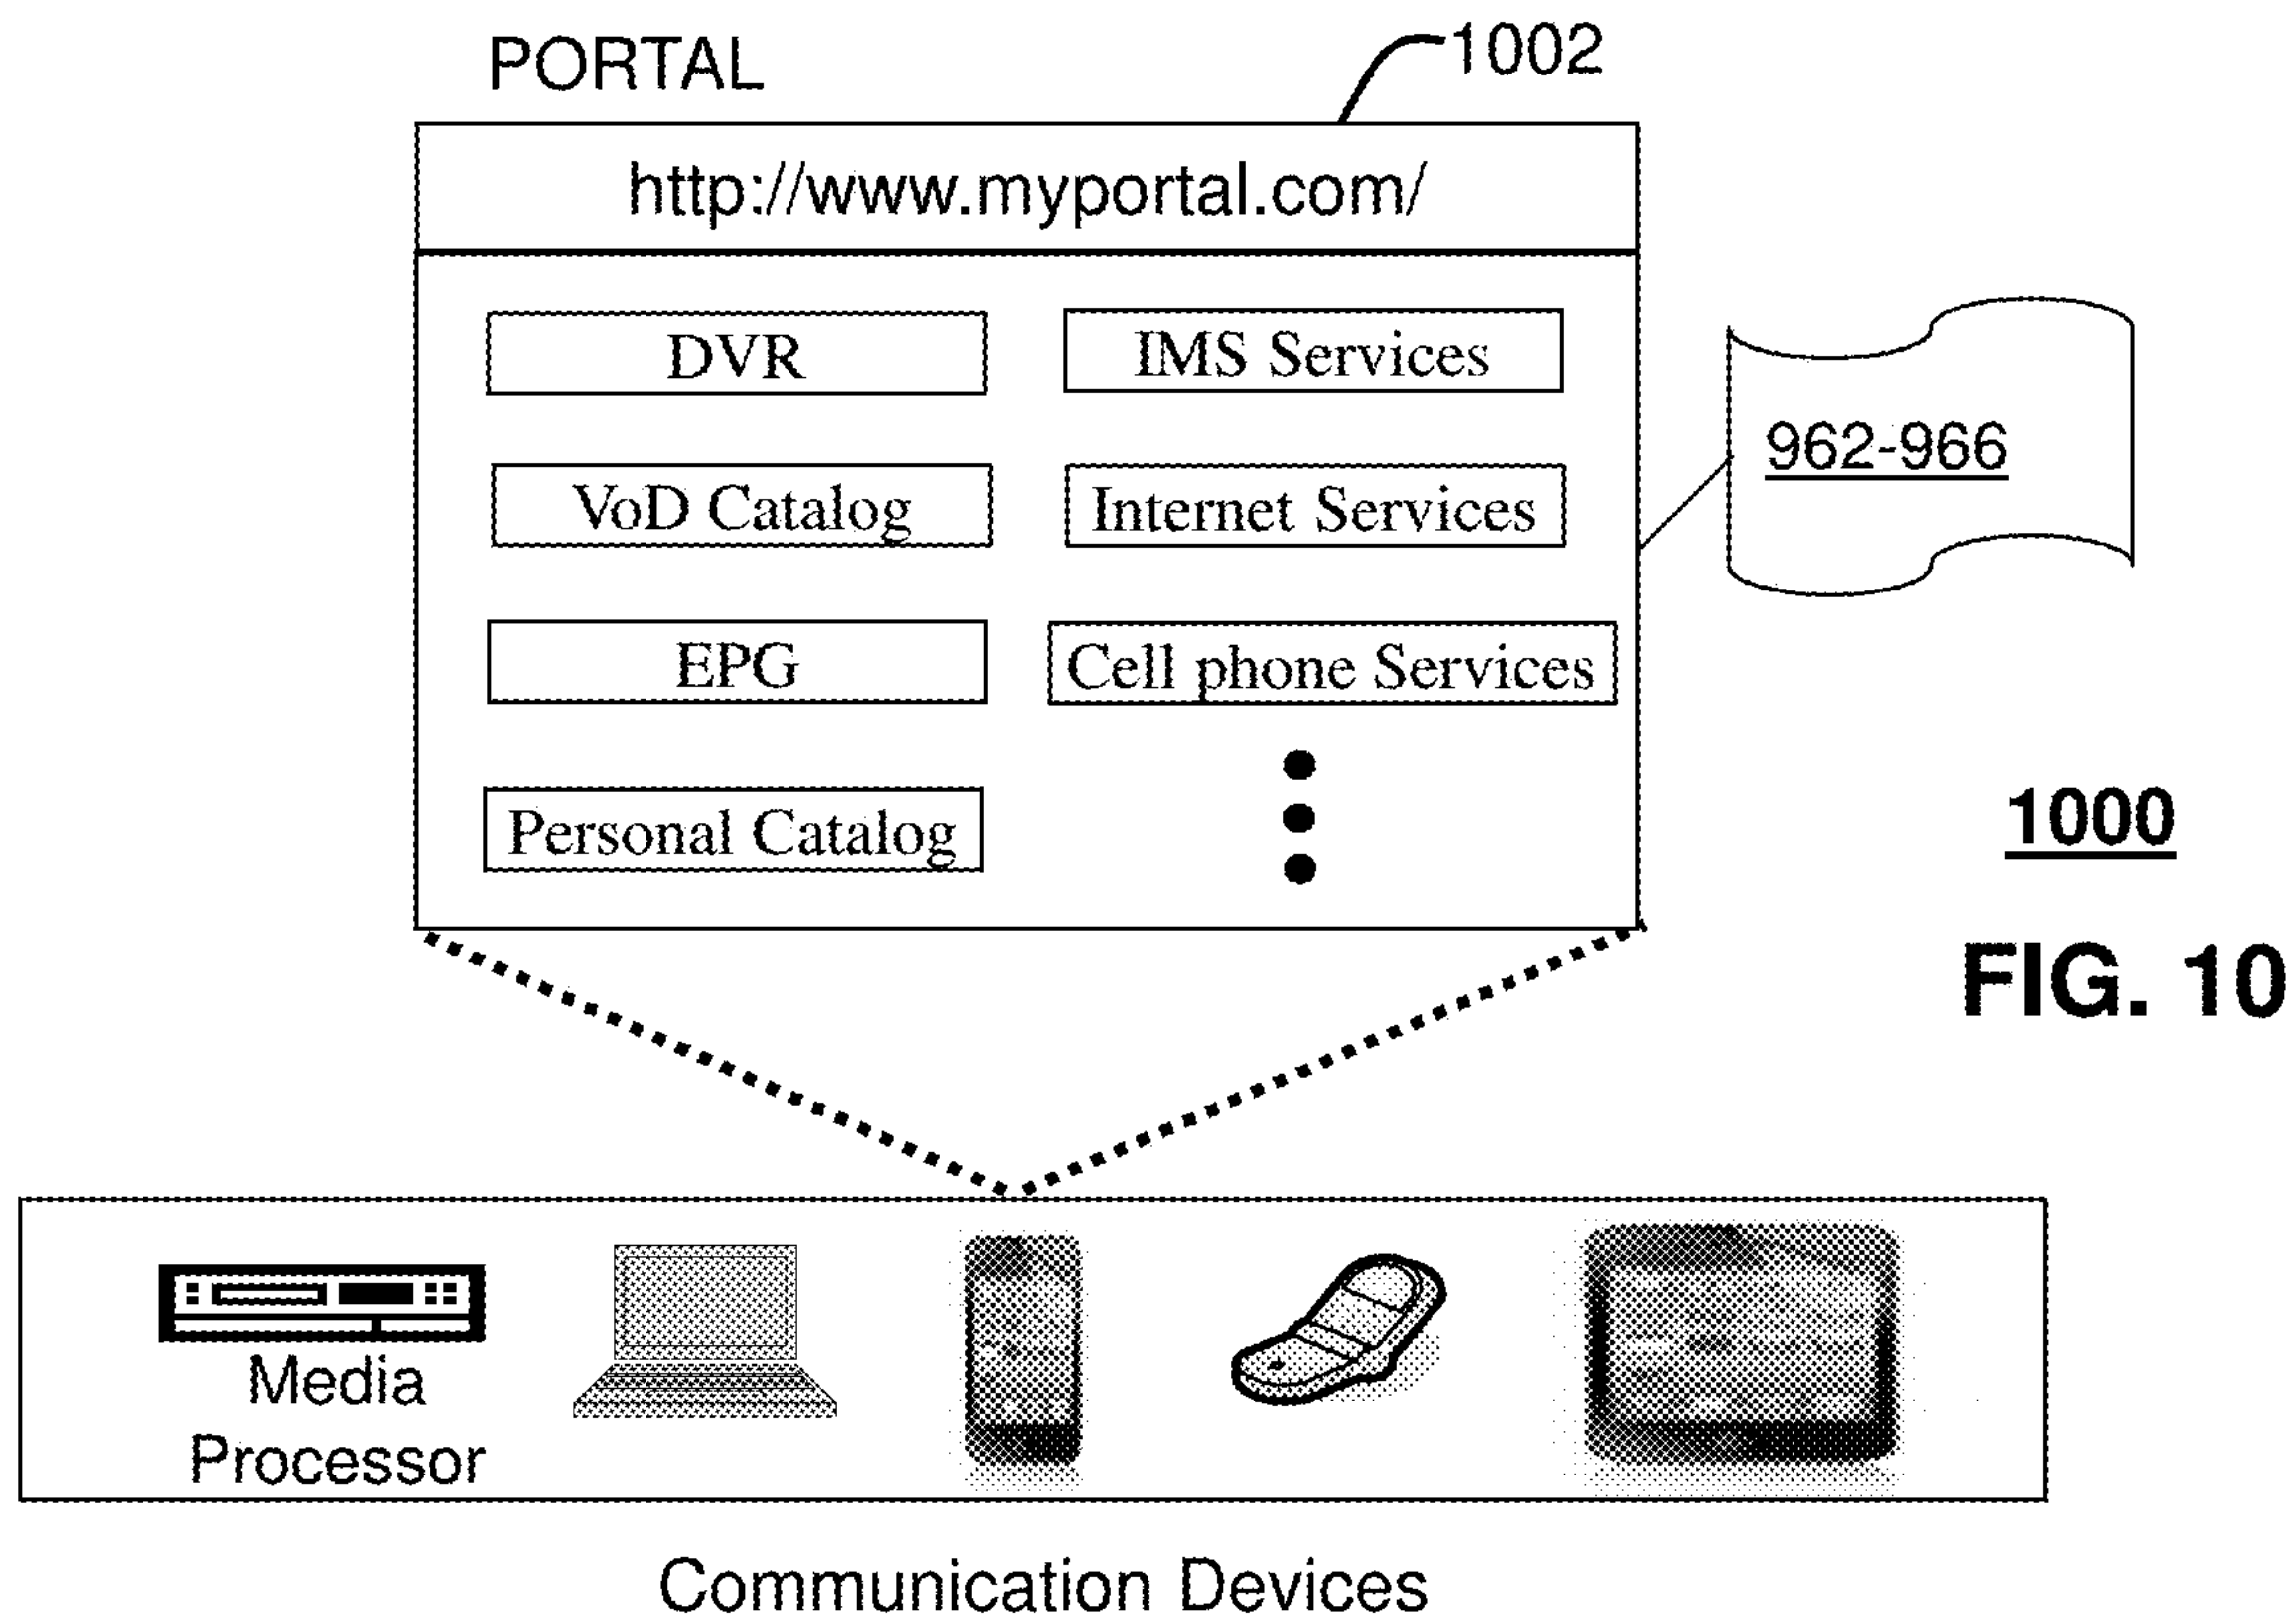 PORTAL
1002
http://www.myportal.com/
DVR
IMS Services
VoD Catalog
Internet Services
962-966
EPG
Cell phone Services
Personal Catalog
1000
FIG. 10
Media
Processor
Communication Devices